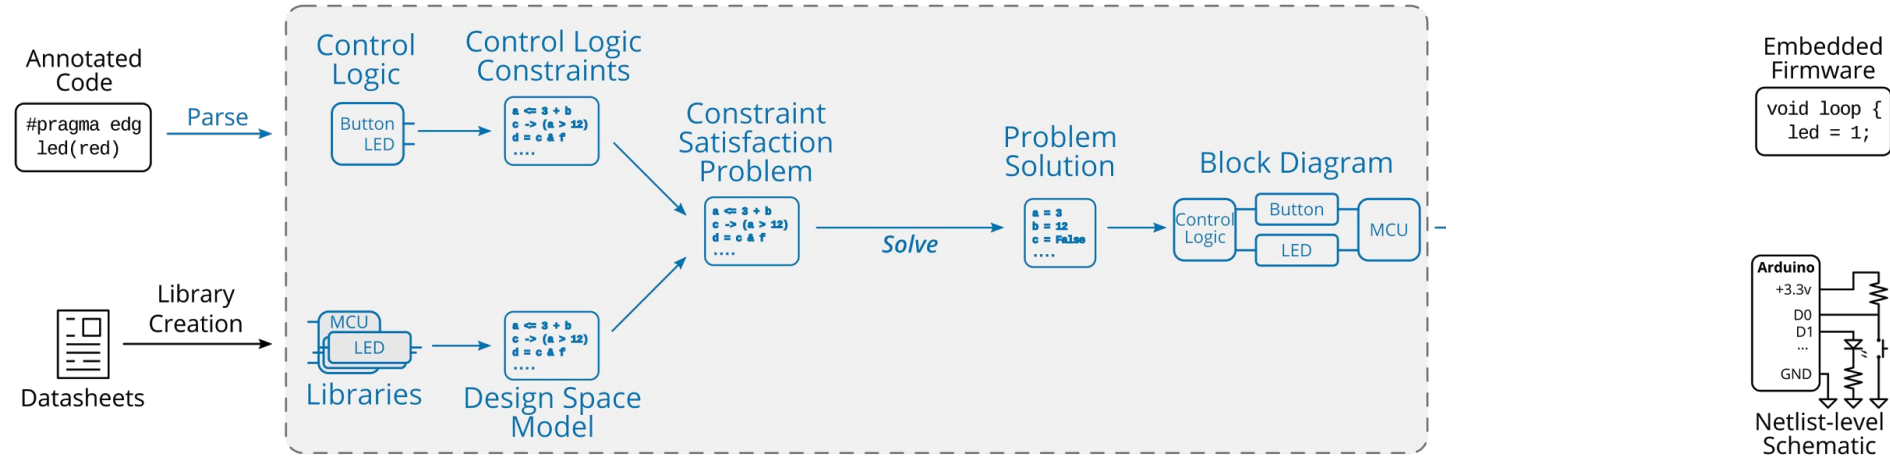 Annotated
Code
#pragma edg
led(red)
Parse
Library
Creation
Datasheets
Control
Logic
Button
LED
Control Logic
Constraints
a <= 3 + b
c -> (a > 12)
d = c & f
....
MCU
LED
Libraries
a <= 3 + b
c -> (a > 12)
d = c & f
....
Design Space
Model
Constraint
Satisfaction
Problem
a <= 3 + b
c -> (a > 12)
d = c & f
....
Solve
Problem
Solution
a = 3
b = 12
c = False
....
Block Diagram
Control
Logic
Button
LED
MCU
Embedded
Firmware
void loop {
led = 1;
Arduino
+3.3v
D0
D1
...
GND
Netlist-level
Schematic